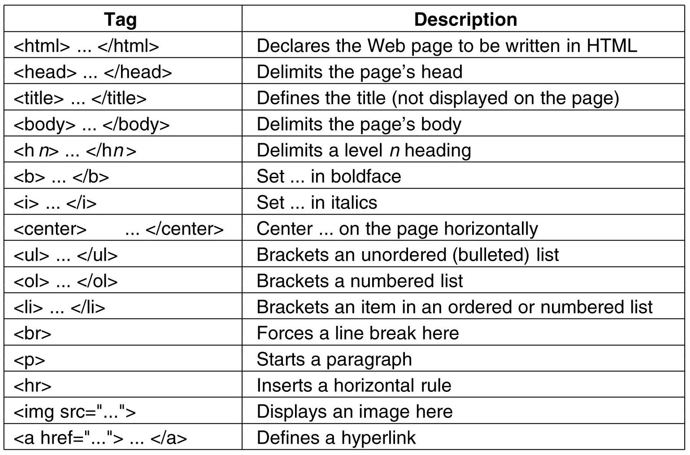 Tag Description
<html> ... </html> Declares the Web page to be written in HTML
<head> ... </head> Delimits the page's head
<title> ... </title> Defines the title (not displayed on the page)
<body> ... </body> Delimits the page's body
<h n> ... </hn> Delimits a level n heading
<b> ... </b> Set ... in boldface
<i> ... </i> Set ... in italics
<center> ... </center> Center ... on the page horizontally
<ul> ... </ul> Brackets an unordered (bulleted) list
<ol> ... </ol> Brackets a numbered list
<li> ... </li> Brackets an item in an ordered or numbered list
<br> Forces a line break here
<p> Starts a paragraph
<hr> Inserts a horizontal rule
<img src="..."> Displays an image here
<a href="..."> ... </a> Defines a hyperlink